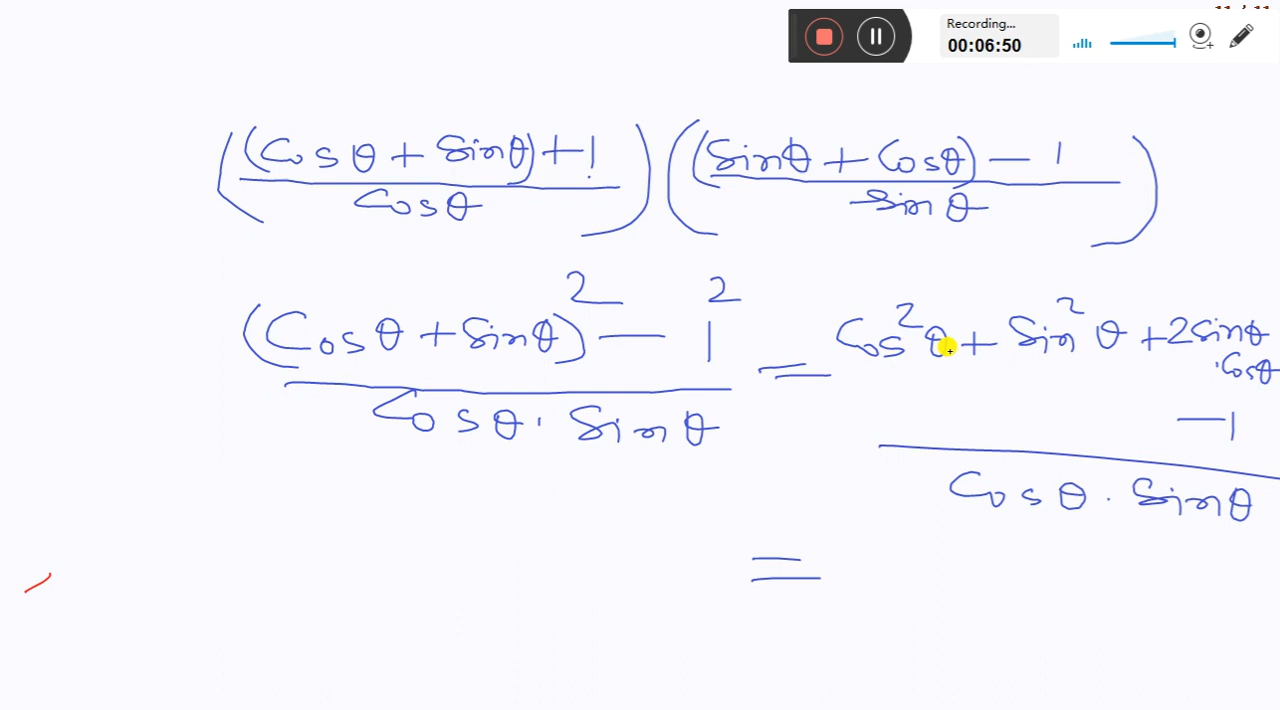 Recording...
00:06:50
((Cosθ + Sinθ)+1 / Cosθ) ((Sinθ + Cosθ) − 1 / Sinθ)
(Cosθ + Sinθ)² − 1² / Cosθ · Sinθ = Cos²θ + Sin²θ + 2Sinθ · Cosθ − 1 / Cosθ · Sinθ
=